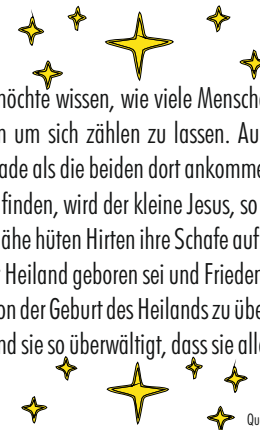 möchte wissen, wie viele Mensche
n um sich zählen zu lassen. Au
ade als die beiden dort ankomme
finden, wird der kleine Jesus, so
ähe hüten Hirten ihre Schafe auf
Heiland geboren sei und Frieden
on der Geburt des Heilands zu übe
nd sie so überwältigt, dass sie alle
Qu